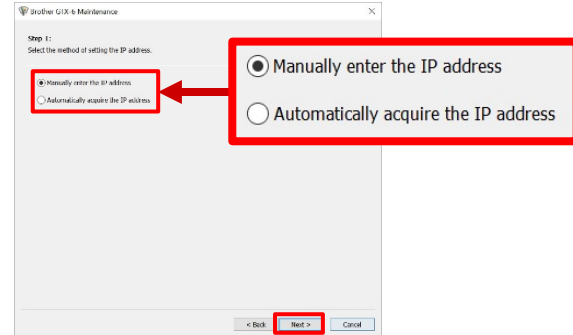 Brother GTX-6 Maintenance
Step 1:
Select the method of setting the IP address.
Manually enter the IP address
Automatically acquire the IP address
Manually enter the IP address
Automatically acquire the IP address
< Back
Next >
Cancel